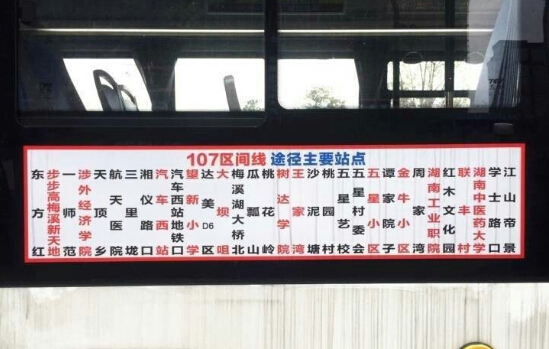 107区间线 途径主要站点
东方红
步步高梅溪新天地
一师范
涉外经济学院
天顶乡
航天医院
三里垅
湘仪路口
汽车西站
汽车西站地铁口
望新小学
达美D6区
大坝咀
梅溪湖大桥
瓜瓢山
桃花岭
树达学院
王家湾
沙泥塘
桃园村
五星艺校
五星村委会
五星小区
谭家院子
金牛小区
周家湾
湖南工业职院
红木文化园
联丰村
湖南中医药大学
学士路口
江山帝景